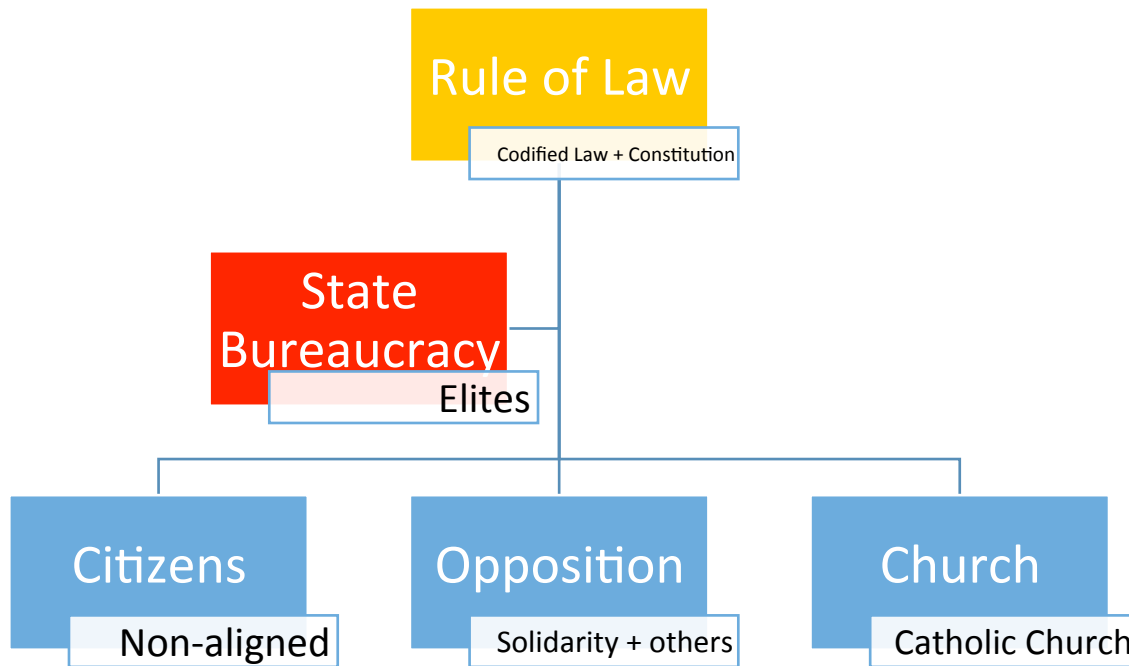 Rule of Law
Codified Law + Constitution
State
Bureaucracy
Elites
Citizens
Non-aligned
Opposition
Solidarity + others
Church
Catholic Church